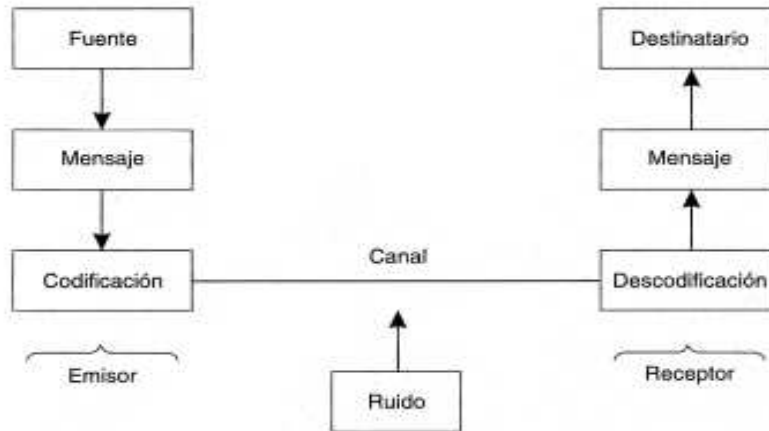 Fuente
Destinatario
Mensaje
Mensaje
Canal
Codificación
Descodificación
Emisor
Receptor
Ruido